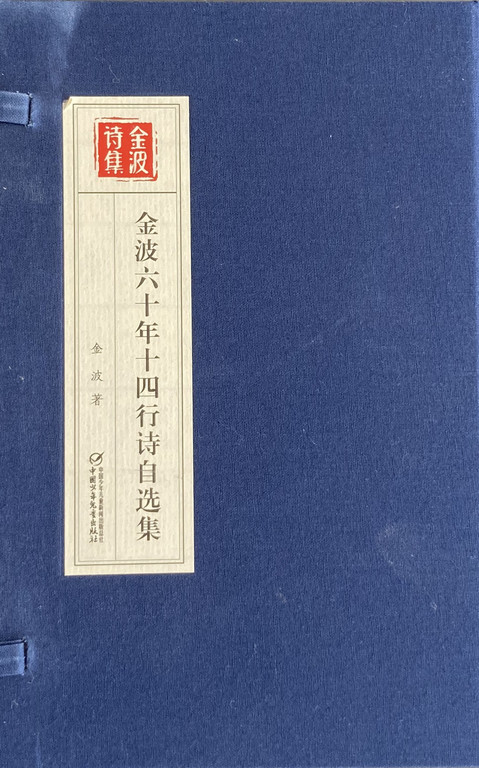 金波
诗集
金波六十年十四行诗自选集
金波著
中国少年儿童新闻出版总社
中国少年儿童出版社